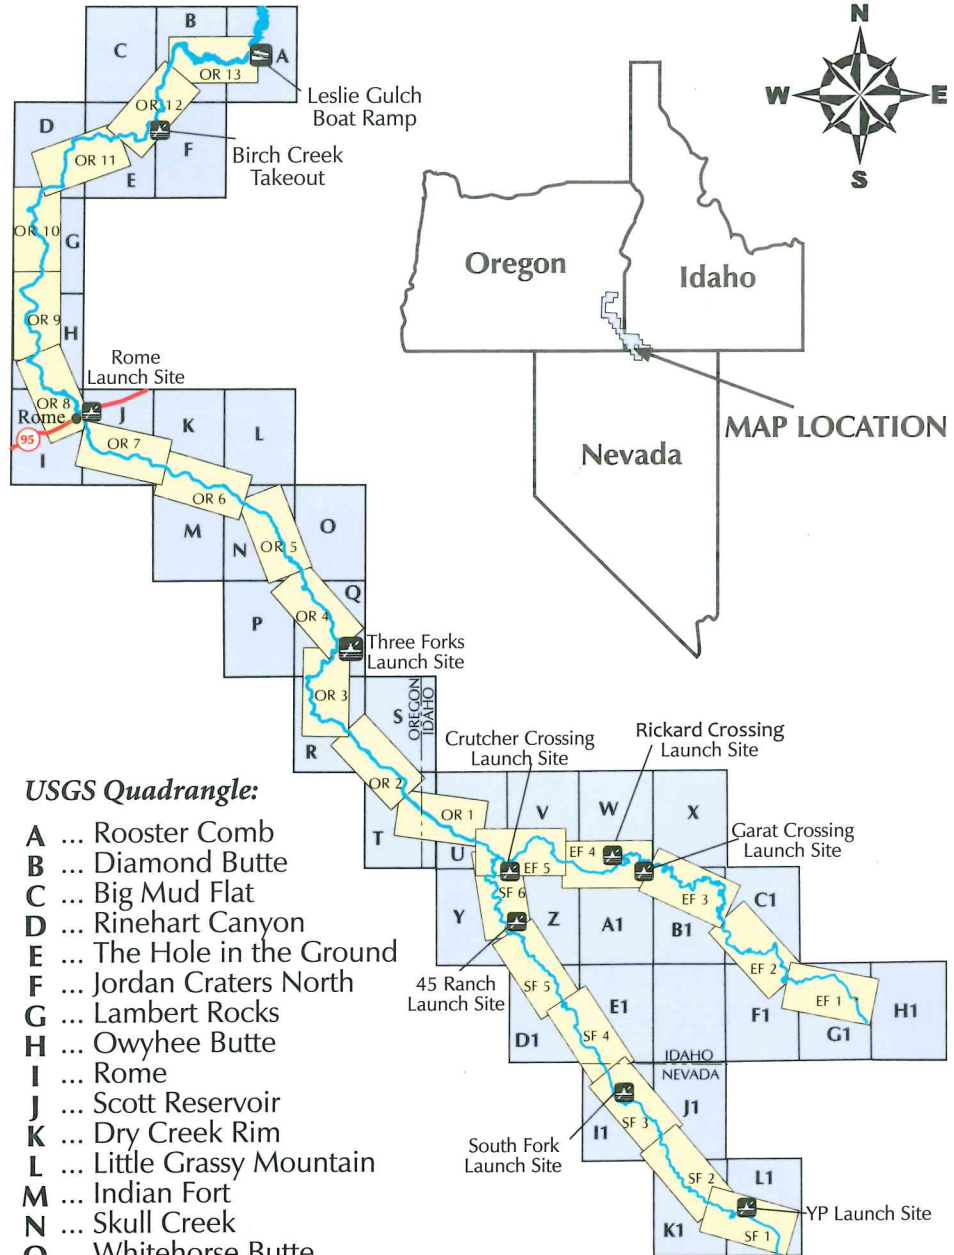 B
C
A
OR 13
OR 12
Leslie Gulch
Boat Ramp
D
F
Birch Creek
Takeout
OR 11
E
OR 10
G
OR 9
H
Rome
Launch Site
OR 8
Rome
J
95
I
OR 7
K
L
OR 6
M
N
OR 5
O
P
OR 4
Q
Three Forks
Launch Site
OR 3
R
S
OREGON
IDAHO
OR 2
T
OR 1
U
N
W
E
S
Oregon
Idaho
Nevada
MAP LOCATION
Crutcher Crossing
Launch Site
Rickard Crossing
Launch Site
Garat Crossing
Launch Site
V
W
X
EF 5
EF 4
EF 3
C1
SF 6
Y
Z
A1
B1
EF 2
EF 1
45 Ranch
Launch Site
SF 5
D1
E1
F1
G1
H1
SF 4
IDAHO
NEVADA
I1
SF 3
J1
South Fork
Launch Site
SF 2
L1
K1
SF 1
YP Launch Site
USGS Quadrangle:
A ... Rooster Comb
B ... Diamond Butte
C ... Big Mud Flat
D ... Rinehart Canyon
E ... The Hole in the Ground
F ... Jordan Craters North
G ... Lambert Rocks
H ... Owyhee Butte
I ... Rome
J ... Scott Reservoir
K ... Dry Creek Rim
L ... Little Grassy Mountain
M ... Indian Fort
N ... Skull Creek
O ... Whitehorse Butte